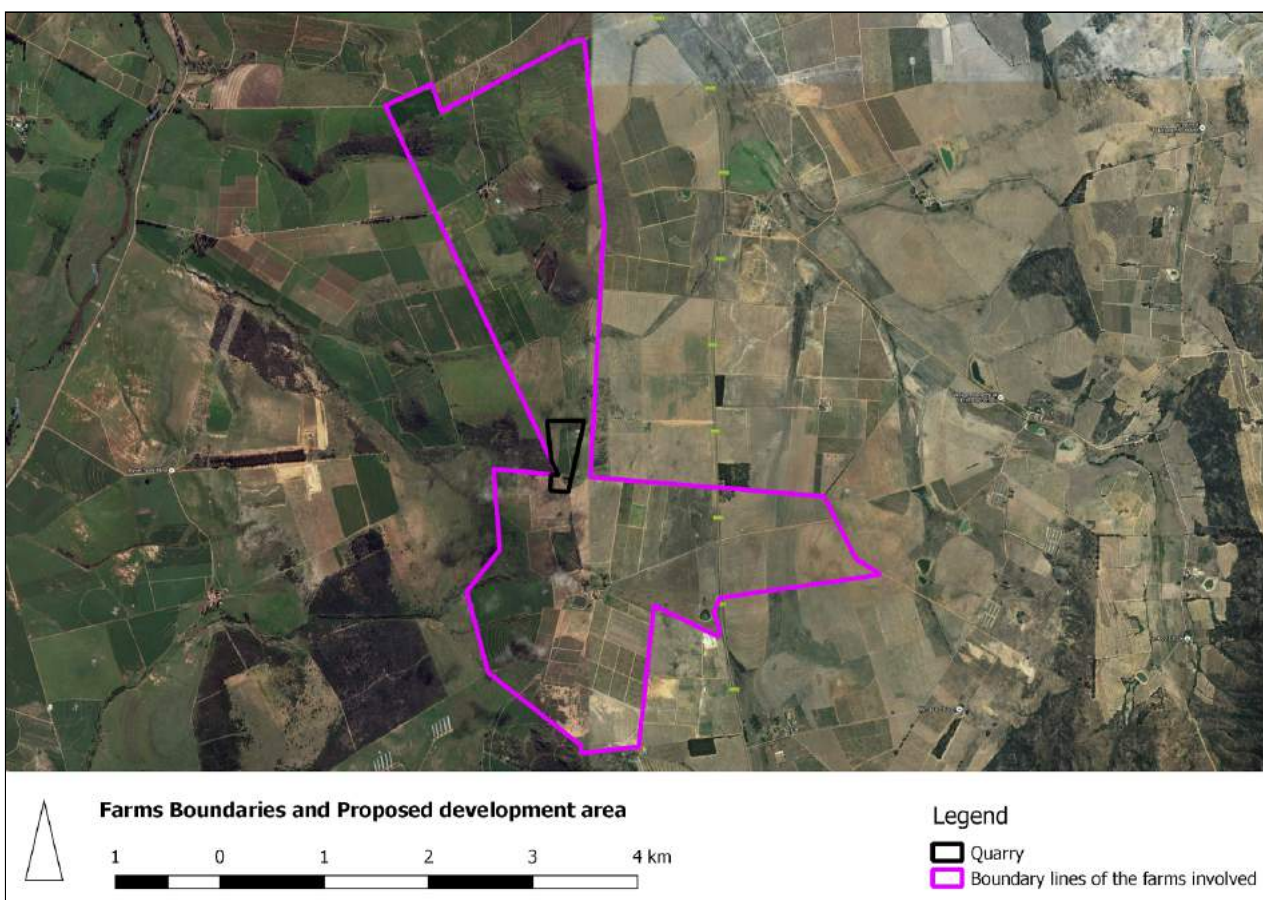 Farms Boundaries and Proposed development area
1 0 1 2 3 4 km
Legend
Quarry
Boundary lines of the farms involved